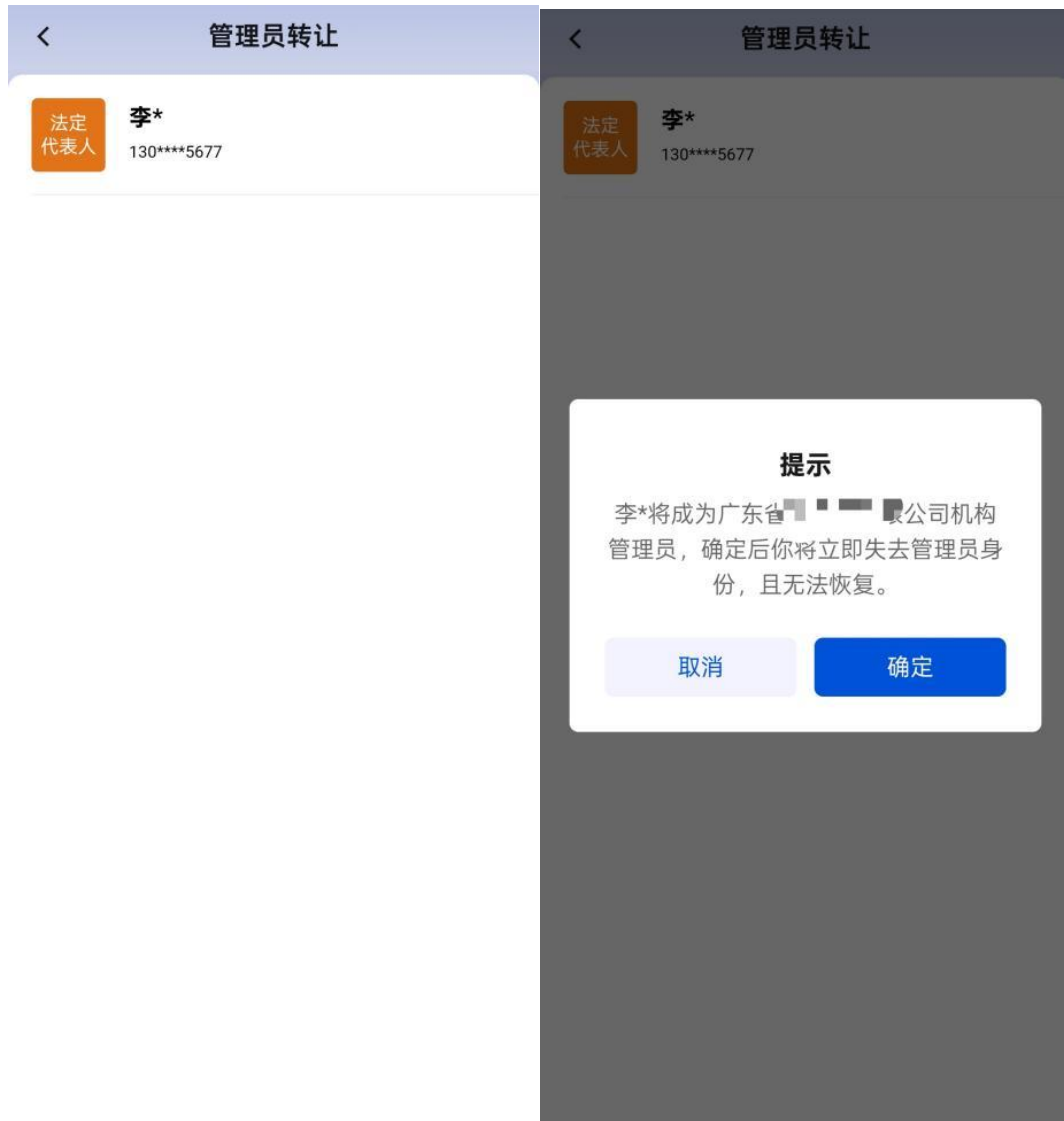 管理员转让
法定
代表人
李*
130****5677
管理员转让
法定
代表人
李*
130****5677
提示
李*将成为广东省 公司机构
管理员，确定后你将立即失去管理员身
份，且无法恢复。
取消
确定